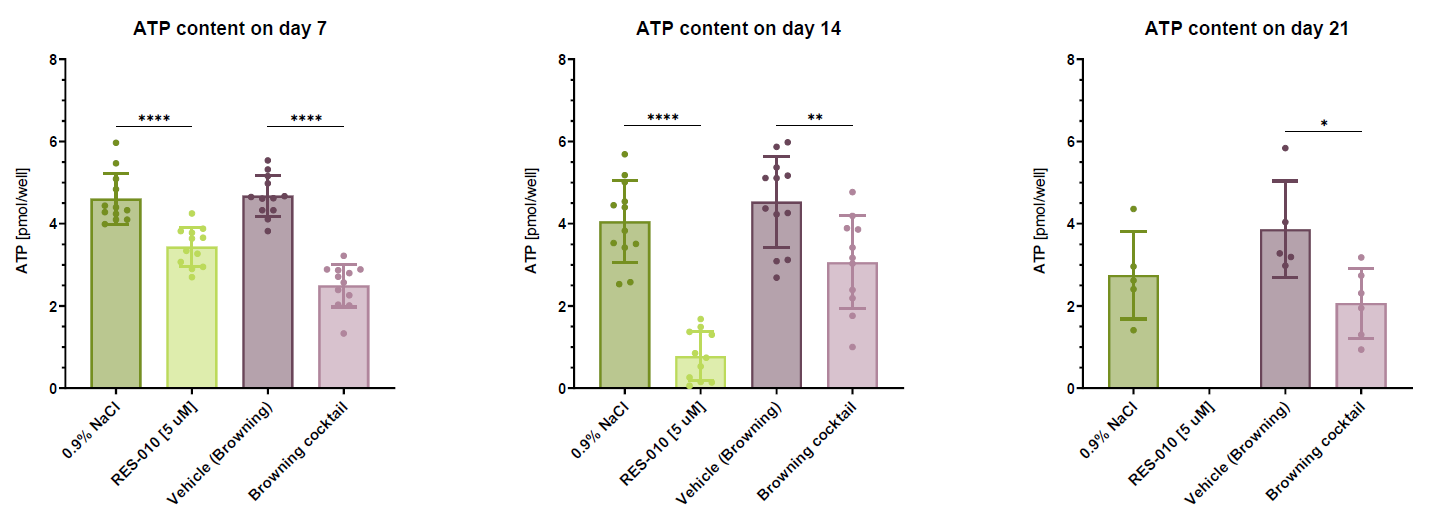 ATP content on day 7
ATP [pmol/well]
8
6
4
2
0
****
****
0.9% NaCl
RES-010 [5 uM]
Vehicle (Browning)
Browning cocktail
ATP content on day 14
ATP [pmol/well]
8
6
4
2
0
****
**
0.9% NaCl
RES-010 [5 uM]
Vehicle (Browning)
Browning cocktail
ATP content on day 21
ATP [pmol/well]
8
6
4
2
0
*
0.9% NaCl
RES-010 [5 uM]
Vehicle (Browning)
Browning cocktail